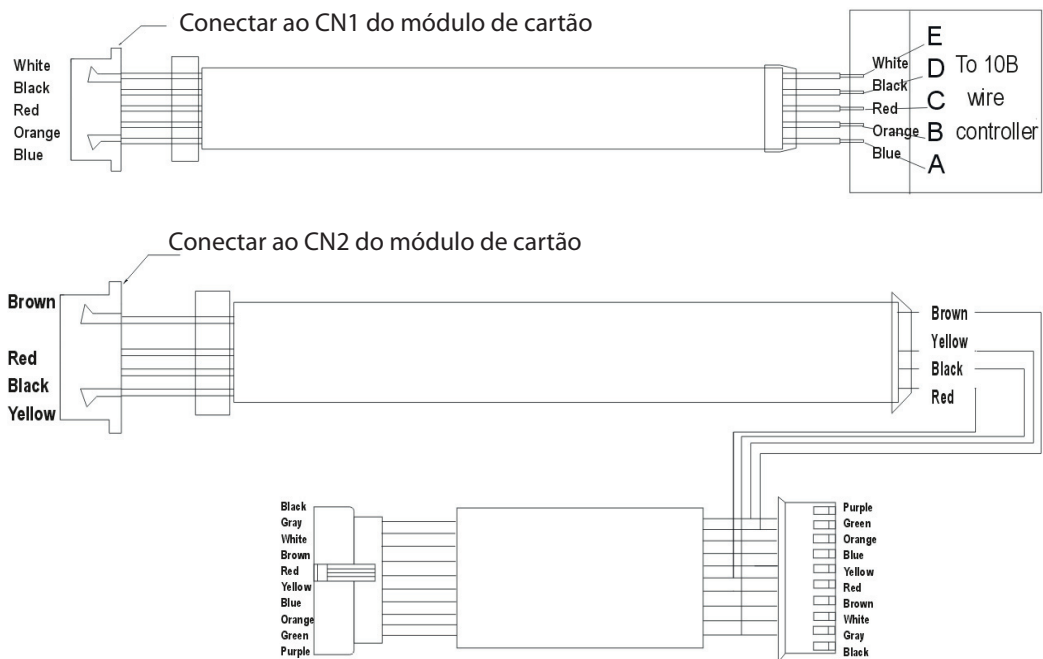 Conectar ao CN1 do módulo de cartão
White
Black
Red
Orange
Blue
White
Black
Red
Orange
Blue
E
D
C
B
A
To 10B
wire
controller
Conectar ao CN2 do módulo de cartão
Brown
Red
Black
Yellow
Brown
Yellow
Black
Red
Black
Gray
White
Brown
Red
Yellow
Blue
Orange
Green
Purple
Purple
Green
Orange
Blue
Yellow
Red
Brown
White
Gray
Black